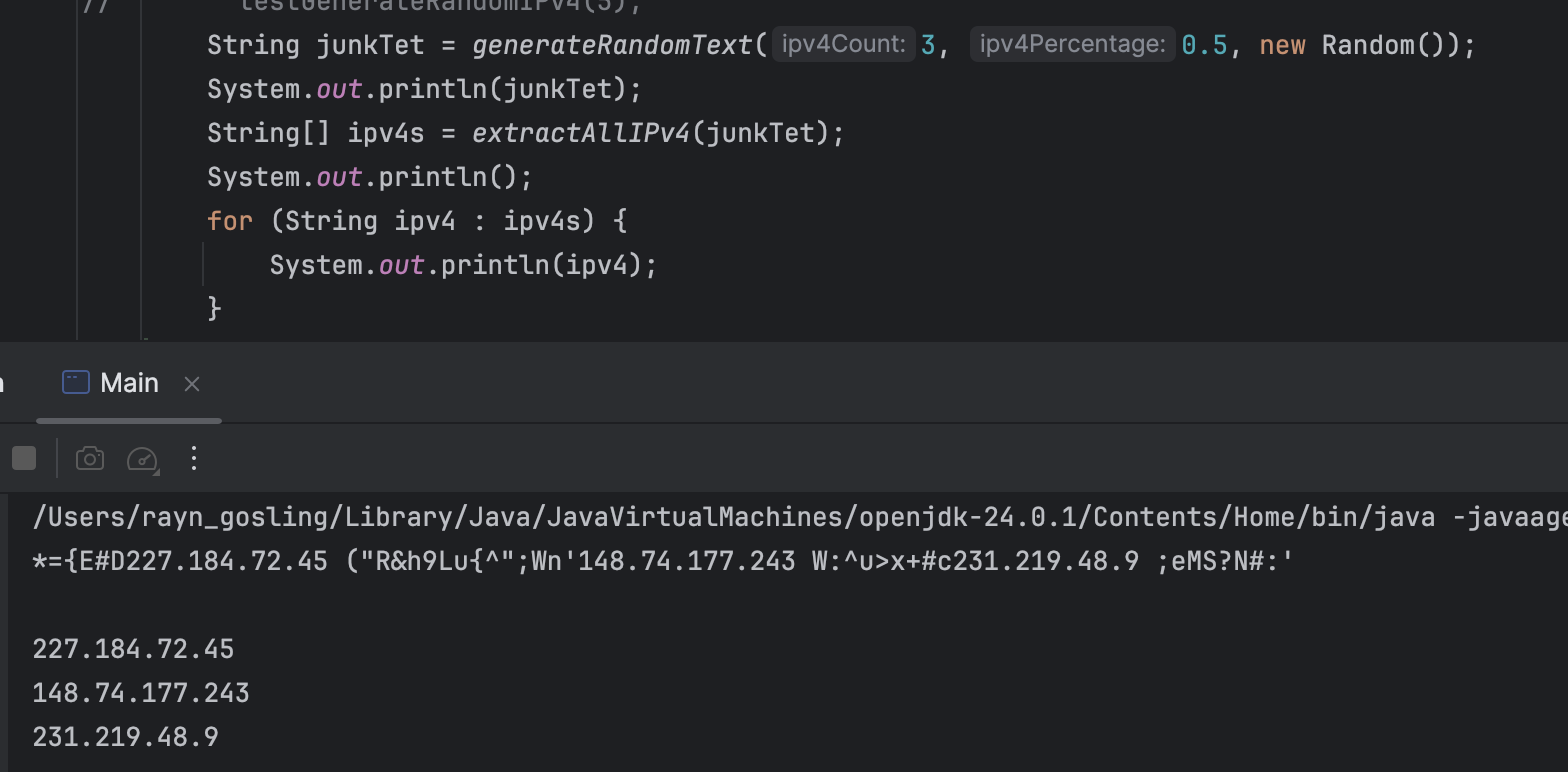 // testGenerateRandomIPv4(3);
String junkTet = generateRandomText( ipv4Count: 3, ipv4Percentage: 0.5, new Random());
System.out.println(junkTet);
String[] ipv4s = extractAllIPv4(junkTet);
System.out.println();
for (String ipv4 : ipv4s) {
System.out.println(ipv4);
}
Main
/Users/rayn_gosling/Library/Java/JavaVirtualMachines/openjdk-24.0.1/Contents/Home/bin/java -javaage
*={E#D227.184.72.45 ("R&h9Lu{^";Wn'148.74.177.243 W:^u>x+#c231.219.48.9 ;eMS?N#:'
227.184.72.45
148.74.177.243
231.219.48.9